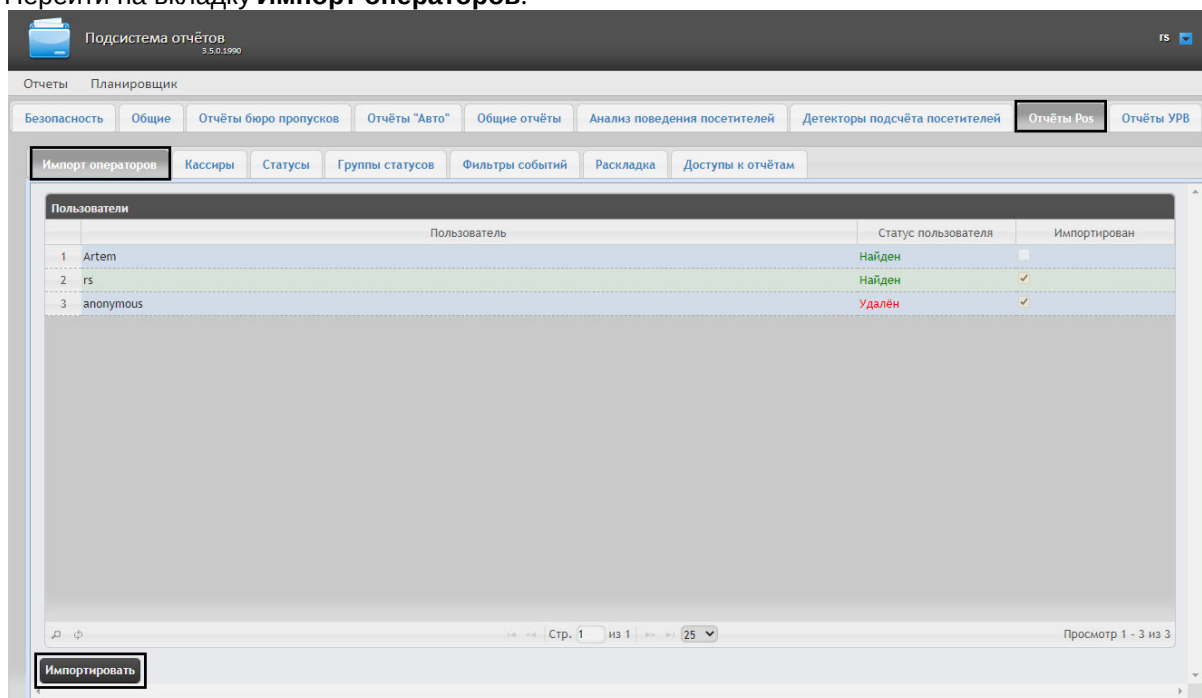 Перейти на вкладку Импорт операторов.
Подсистема отчётов
3.5.0.1990
rs
Отчеты Планировщик
Безопасность Общие Отчёты бюро пропусков Отчёты "Авто" Общие отчёты Анализ поведения посетителей Детекторы подсчёта посетителей Отчёты Pos Отчёты УРВ
Импорт операторов Кассиры Статусы Группы статусов Фильтры событий Раскладка Доступы к отчётам
Пользователи
Пользователь Статус пользователя Импортирован
1 Artem Найден
2 rs Найден
3 anonymous Удалён
Стр. 1 из 1 25 Просмотр 1 - 3 из 3
Импортировать